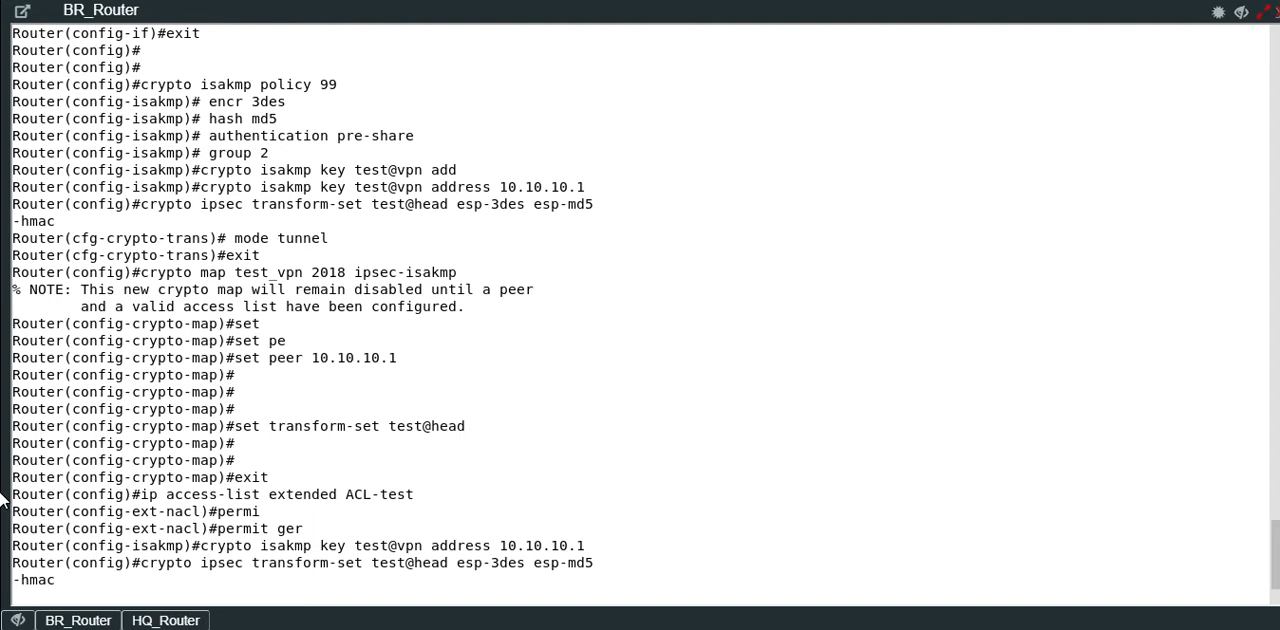 BR_Router
Router(config-if)#exit
Router(config)#
Router(config)#
Router(config)#crypto isakmp policy 99
Router(config-isakmp)# encr 3des
Router(config-isakmp)# hash md5
Router(config-isakmp)# authentication pre-share
Router(config-isakmp)# group 2
Router(config-isakmp)#crypto isakmp key test@vpn add
Router(config-isakmp)#crypto isakmp key test@vpn address 10.10.10.1
Router(config)#crypto ipsec transform-set test@head esp-3des esp-md5
-hmac
Router(cfg-crypto-trans)# mode tunnel
Router(cfg-crypto-trans)#exit
Router(config)#crypto map test_vpn 2018 ipsec-isakmp
% NOTE: This new crypto map will remain disabled until a peer
        and a valid access list have been configured.
Router(config-crypto-map)#set
Router(config-crypto-map)#set pe
Router(config-crypto-map)#set peer 10.10.10.1
Router(config-crypto-map)#
Router(config-crypto-map)#
Router(config-crypto-map)#
Router(config-crypto-map)#set transform-set test@head
Router(config-crypto-map)#
Router(config-crypto-map)#
Router(config-crypto-map)#exit
Router(config)#ip access-list extended ACL-test
Router(config-ext-nacl)#permi
Router(config-ext-nacl)#permit ger
Router(config-isakmp)#crypto isakmp key test@vpn address 10.10.10.1
Router(config)#crypto ipsec transform-set test@head esp-3des esp-md5
-hmac
BR_Router
HQ_Router